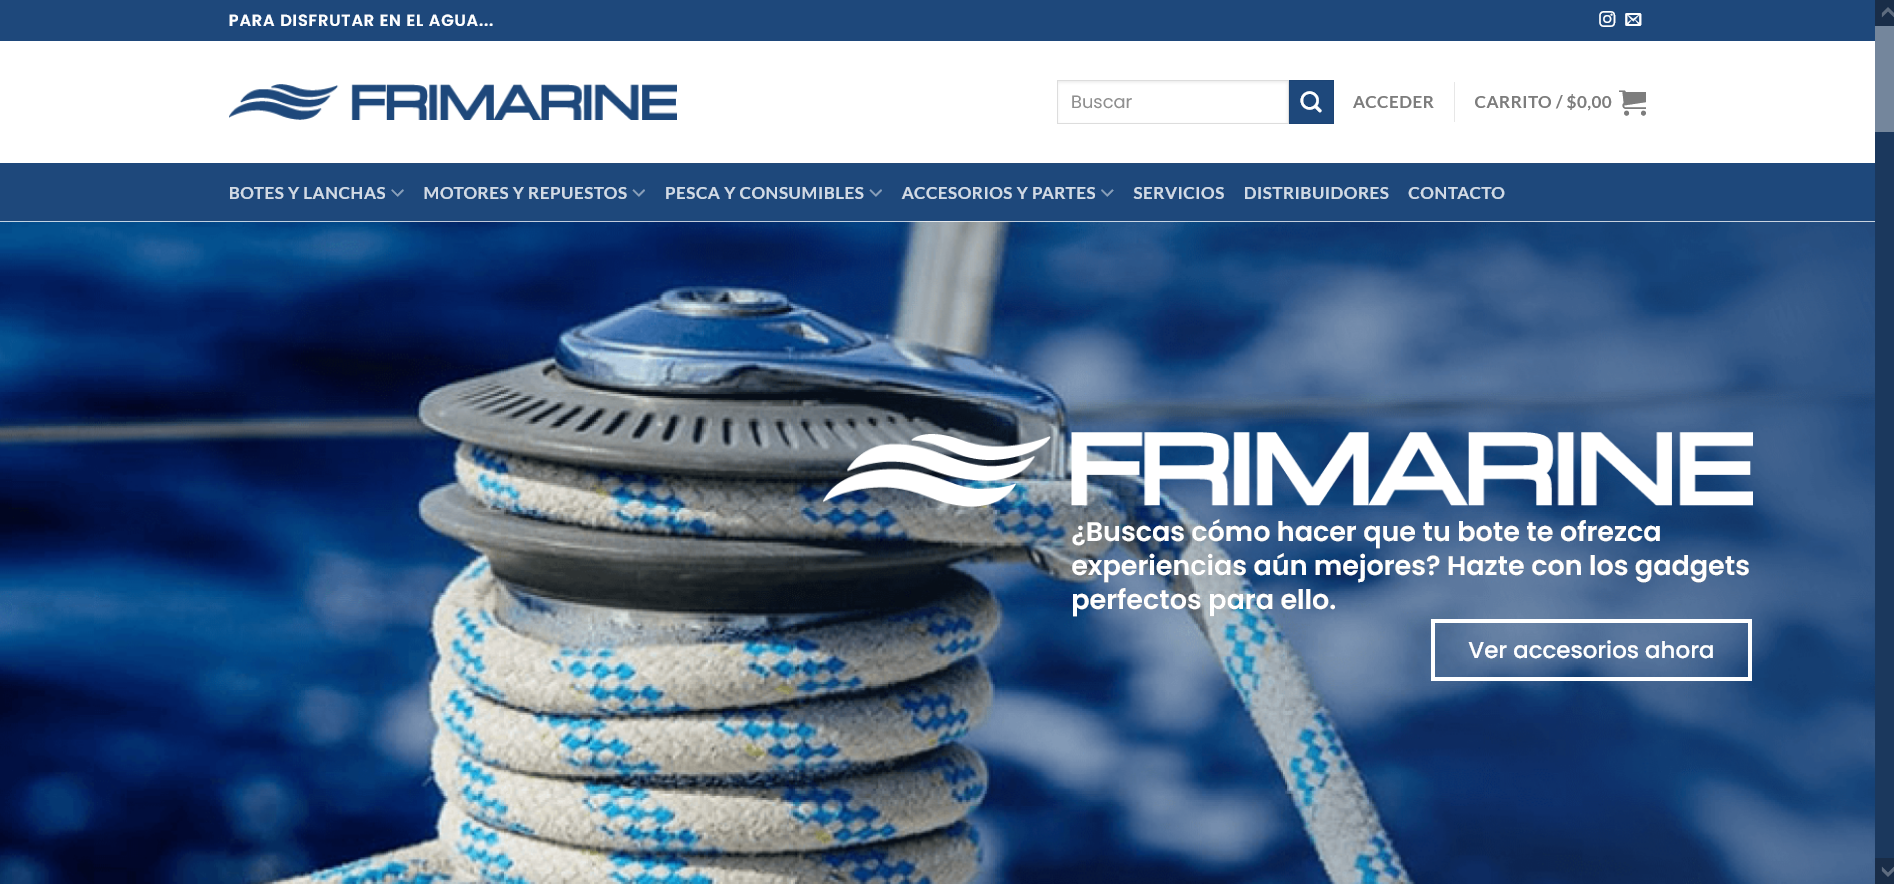 PARA DISFRUTAR EN EL AGUA...
FRIMARINE
Buscar
ACCEDER
CARRITO / $0,00
BOTES Y LANCHAS
MOTORES Y REPUESTOS
PESCA Y CONSUMIBLES
ACCESORIOS Y PARTES
SERVICIOS
DISTRIBUIDORES
CONTACTO
FRIMARINE
¿Buscas cómo hacer que tu bote te ofrezca
experiencias aún mejores? Hazte con los gadgets
perfectos para ello.
Ver accesorios ahora